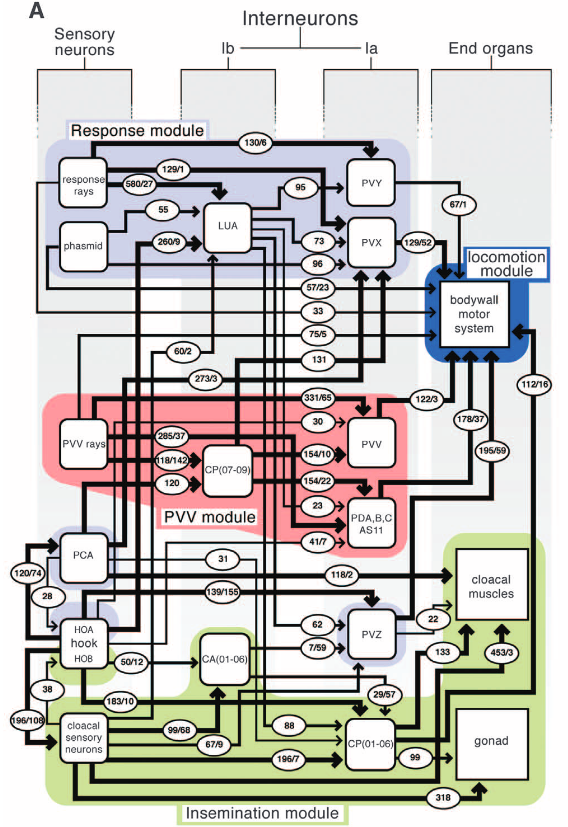 A
Interneurons
Sensory
neurons
Ib
Ia
End organs
Response module
130/6
response
rays
129/1
580/27
95
PVY
55
LUA
67/1
phasmid
260/9
73
PVX
129/52
96
locomotion
module
57/23
33
bodywall
motor
system
75/5
60/2
131
273/3
112/16
331/65
122/3
30
178/37
PVV rays
285/37
PVV
118/142
CP(07-09)
154/10
195/59
120
154/22
23
PDA,B,C
AS11
PVV module
41/7
PCA
31
120/74
118/2
cloacal
muscles
28
139/155
HOA
hook
HOB
62
PVZ
22
50/12
CA(01-06)
7/59
133
453/3
38
183/10
29/57
196/108
cloacal
sensory
neurons
99/68
88
CP(01-06)
gonad
67/9
196/7
99
318
Insemination module